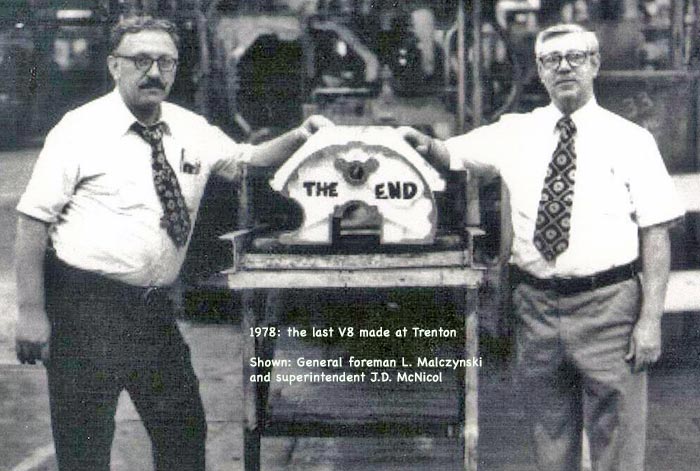 THE END
1978: the last V8 made at Trenton
Shown: General foreman L. Malczynski
and superintendent J.D. McNicol